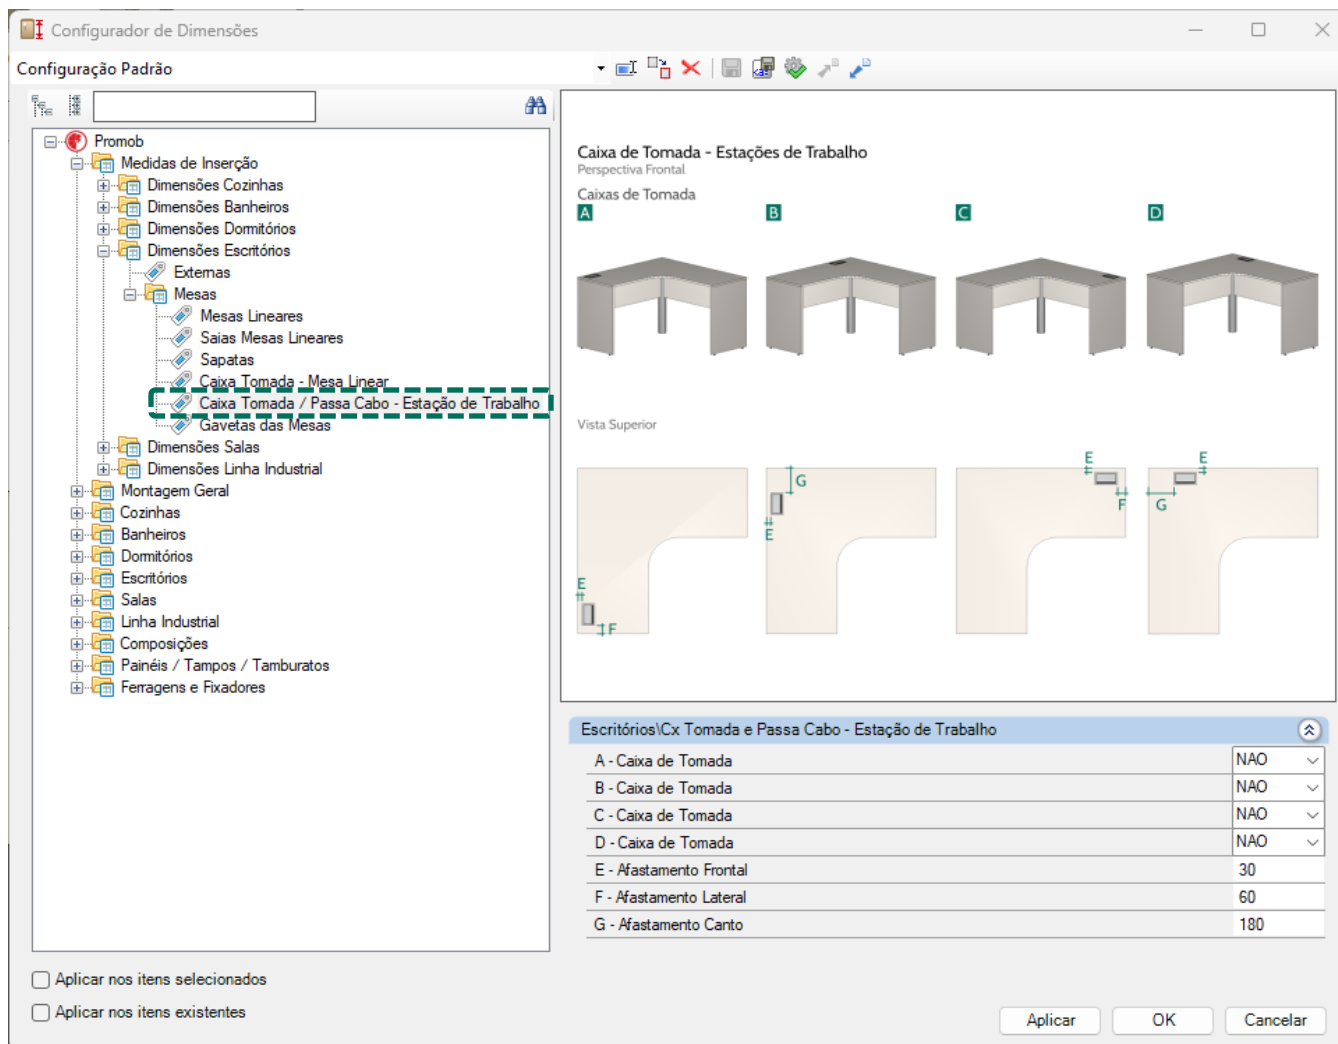 Configurador de Dimensões
Configuração Padrão
Promob
Medidas de Inserção
Dimensões Cozinhas
Dimensões Banheiros
Dimensões Dormitórios
Dimensões Escritórios
Externas
Mesas
Mesas Lineares
Saias Mesas Lineares
Sapatas
Caixa Tomada - Mesa Linear
Caixa Tomada / Passa Cabo - Estação de Trabalho
Gavetas das Mesas
Dimensões Salas
Dimensões Linha Industrial
Montagem Geral
Cozinhas
Banheiros
Dormitórios
Escritórios
Salas
Linha Industrial
Composições
Painéis / Tampos / Tamburatos
Ferragens e Fixadores
Aplicar nos itens selecionados
Aplicar nos itens existentes
Caixa de Tomada - Estações de Trabalho
Perspectiva Frontal
Caixas de Tomada
A B C D
Vista Superior
E F
G E
E F
E G
Escritórios\Cx Tomada e Passa Cabo - Estação de Trabalho
A - Caixa de Tomada NAO
B - Caixa de Tomada NAO
C - Caixa de Tomada NAO
D - Caixa de Tomada NAO
E - Afastamento Frontal 30
F - Afastamento Lateral 60
G - Afastamento Canto 180
Aplicar OK Cancelar